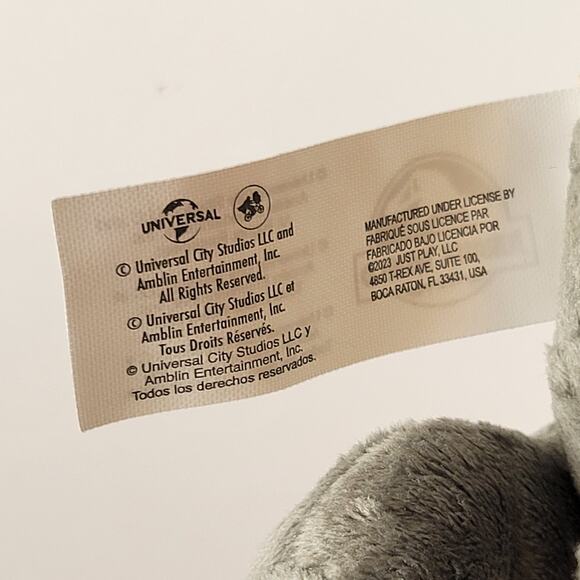 UNIVERSAL
© Universal City Studios LLC and
Amblin Entertainment, Inc.
All Rights Reserved.
© Universal City Studios LLC et
Amblin Entertainment, Inc.
Tous Droits Réservés.
© Universal City Studios LLC y
Amblin Entertainment, Inc.
Todos los derechos reservados.
MANUFACTURED UNDER LICENSE BY
FABRIQUÉ SOUS LICENCE PAR
FABRICADO BAJO LICENCIA POR
©2023 JUST PLAY, LLC
4850 T-REX AVE, SUITE 100,
BOCA RATON, FL 33431, USA